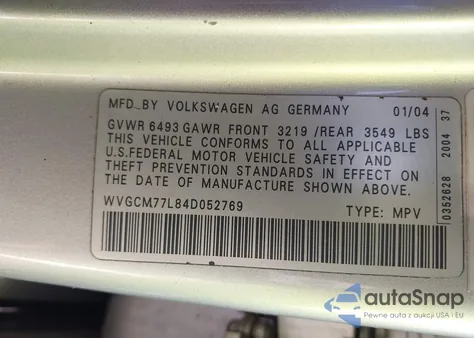 MFD. BY VOLKSWAGEN AG GERMANY 01/04
GVWR 6493 GAWR FRONT 3219 /REAR 3549 LBS
THIS VEHICLE CONFORMS TO ALL APPLICABLE
U.S.FEDERAL MOTOR VEHICLE SAFETY AND
THEFT PREVENTION STANDARDS IN EFFECT ON
THE DATE OF MANUFACTURE SHOWN ABOVE.
WVGCM77L84D052769 TYPE: MPV
0352628 2004 37
autoSnap
Pewne auta z aukcji USA i EU